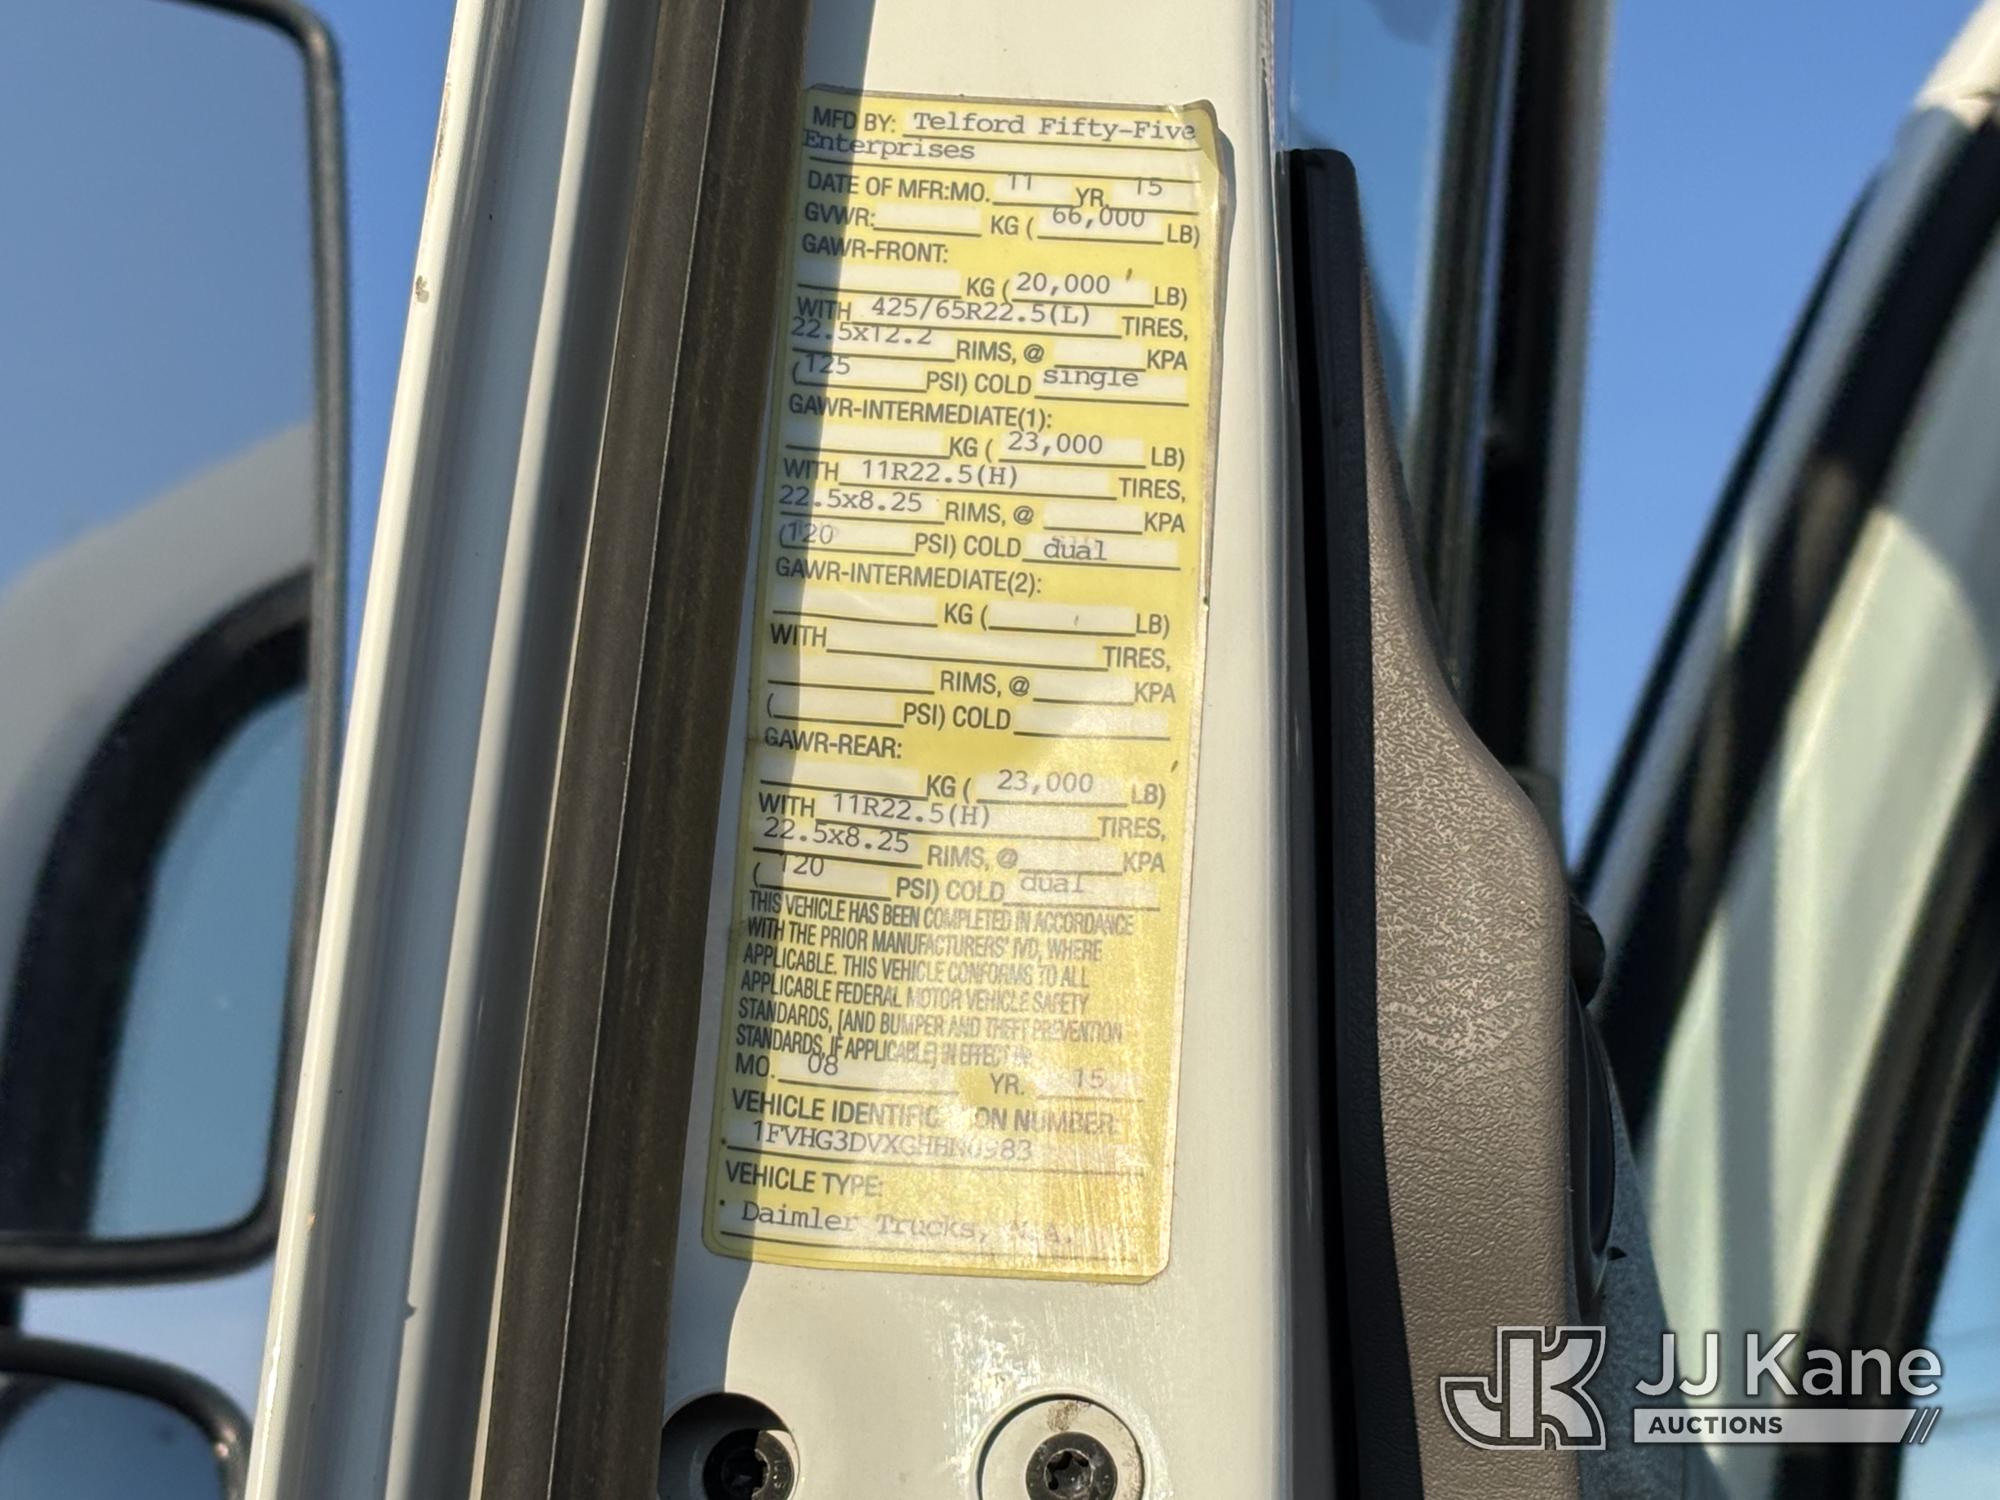 MFD BY: Telford Fifty-Five
Enterprises
DATE OF MFR:MO. 11 YR. 15
GVWR: KG ( 66,000 LB)
GAWR-FRONT:
KG ( 20,000 LB)
WITH 425/65R22.5(L) TIRES,
22.5x12.2 RIMS, @ KPA
( 125 PSI) COLD single
GAWR-INTERMEDIATE(1):
KG ( 23,000 LB)
WITH 11R22.5(H) TIRES,
22.5x8.25 RIMS, @ KPA
(120 PSI) COLD dual
GAWR-INTERMEDIATE(2):
KG ( LB)
WITH TIRES,
RIMS, @ KPA
( PSI) COLD
GAWR-REAR:
KG ( 23,000 LB)
WITH 11R22.5(H) TIRES,
22.5x8.25 RIMS, @ KPA
( 120 PSI) COLD dual
THIS VEHICLE HAS BEEN COMPLETED IN ACCORDANCE
WITH THE PRIOR MANUFACTURERS' IVD, WHERE
APPLICABLE. THIS VEHICLE CONFORMS TO ALL
APPLICABLE FEDERAL MOTOR VEHICLE SAFETY
STANDARDS, [AND BUMPER AND THEFT PREVENTION
STANDARDS, IF APPLICABLE] IN EFFECT IN:
MO. 08 YR. 15
VEHICLE NUMBER:
VEHICLE TYPE:
Daimler Trucks, N.A.
JK JJ Kane
AUCTIONS